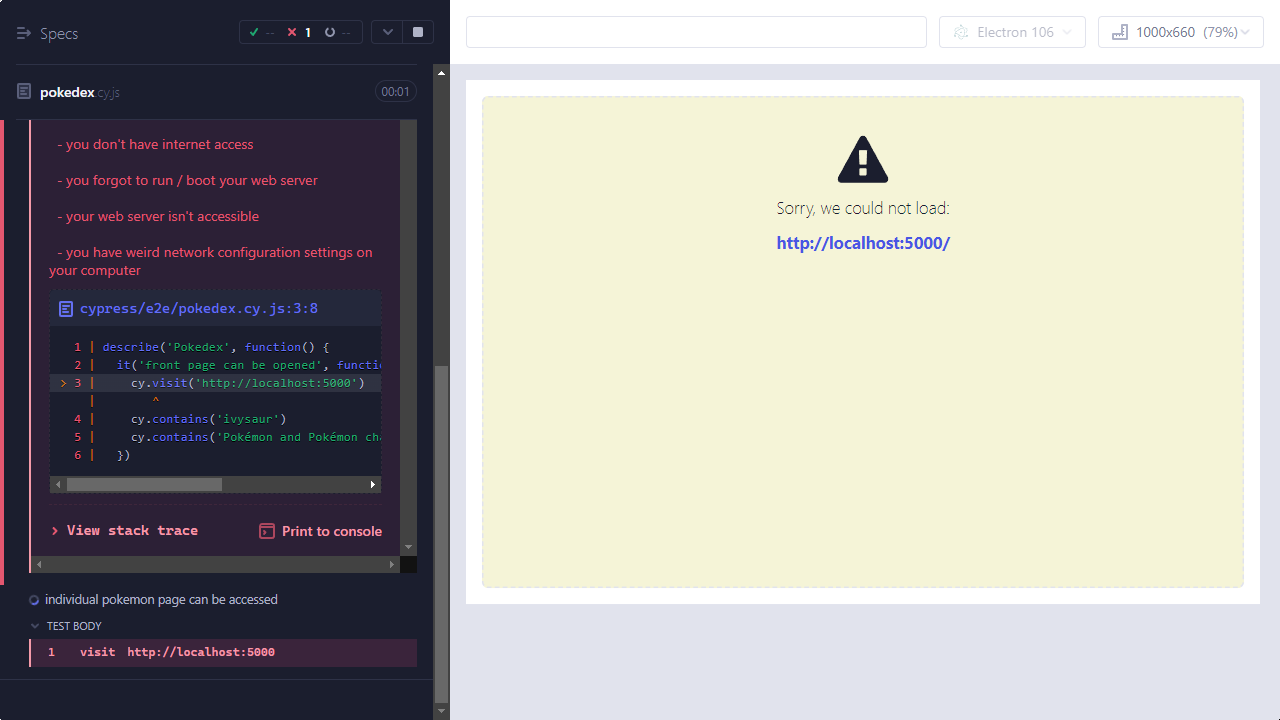 Specs
--
1
--
pokedex.cy.js
00:01
- you don't have internet access
- you forgot to run / boot your web server
- your web server isn't accessible
- you have weird network configuration settings on
your computer
cypress/e2e/pokedex.cy.js:3:8
1 | describe('Pokedex', function() {
2 | it('front page can be opened', functi
> 3 | cy.visit('http://localhost:5000')
| ^
4 | cy.contains('ivysaur')
5 | cy.contains('Pokémon and Pokémon cha
6 | })
> View stack trace
Print to console
individual pokemon page can be accessed
TEST BODY
1 visit http://localhost:5000
Electron 106
1000x660 (79%)
Sorry, we could not load:
http://localhost:5000/